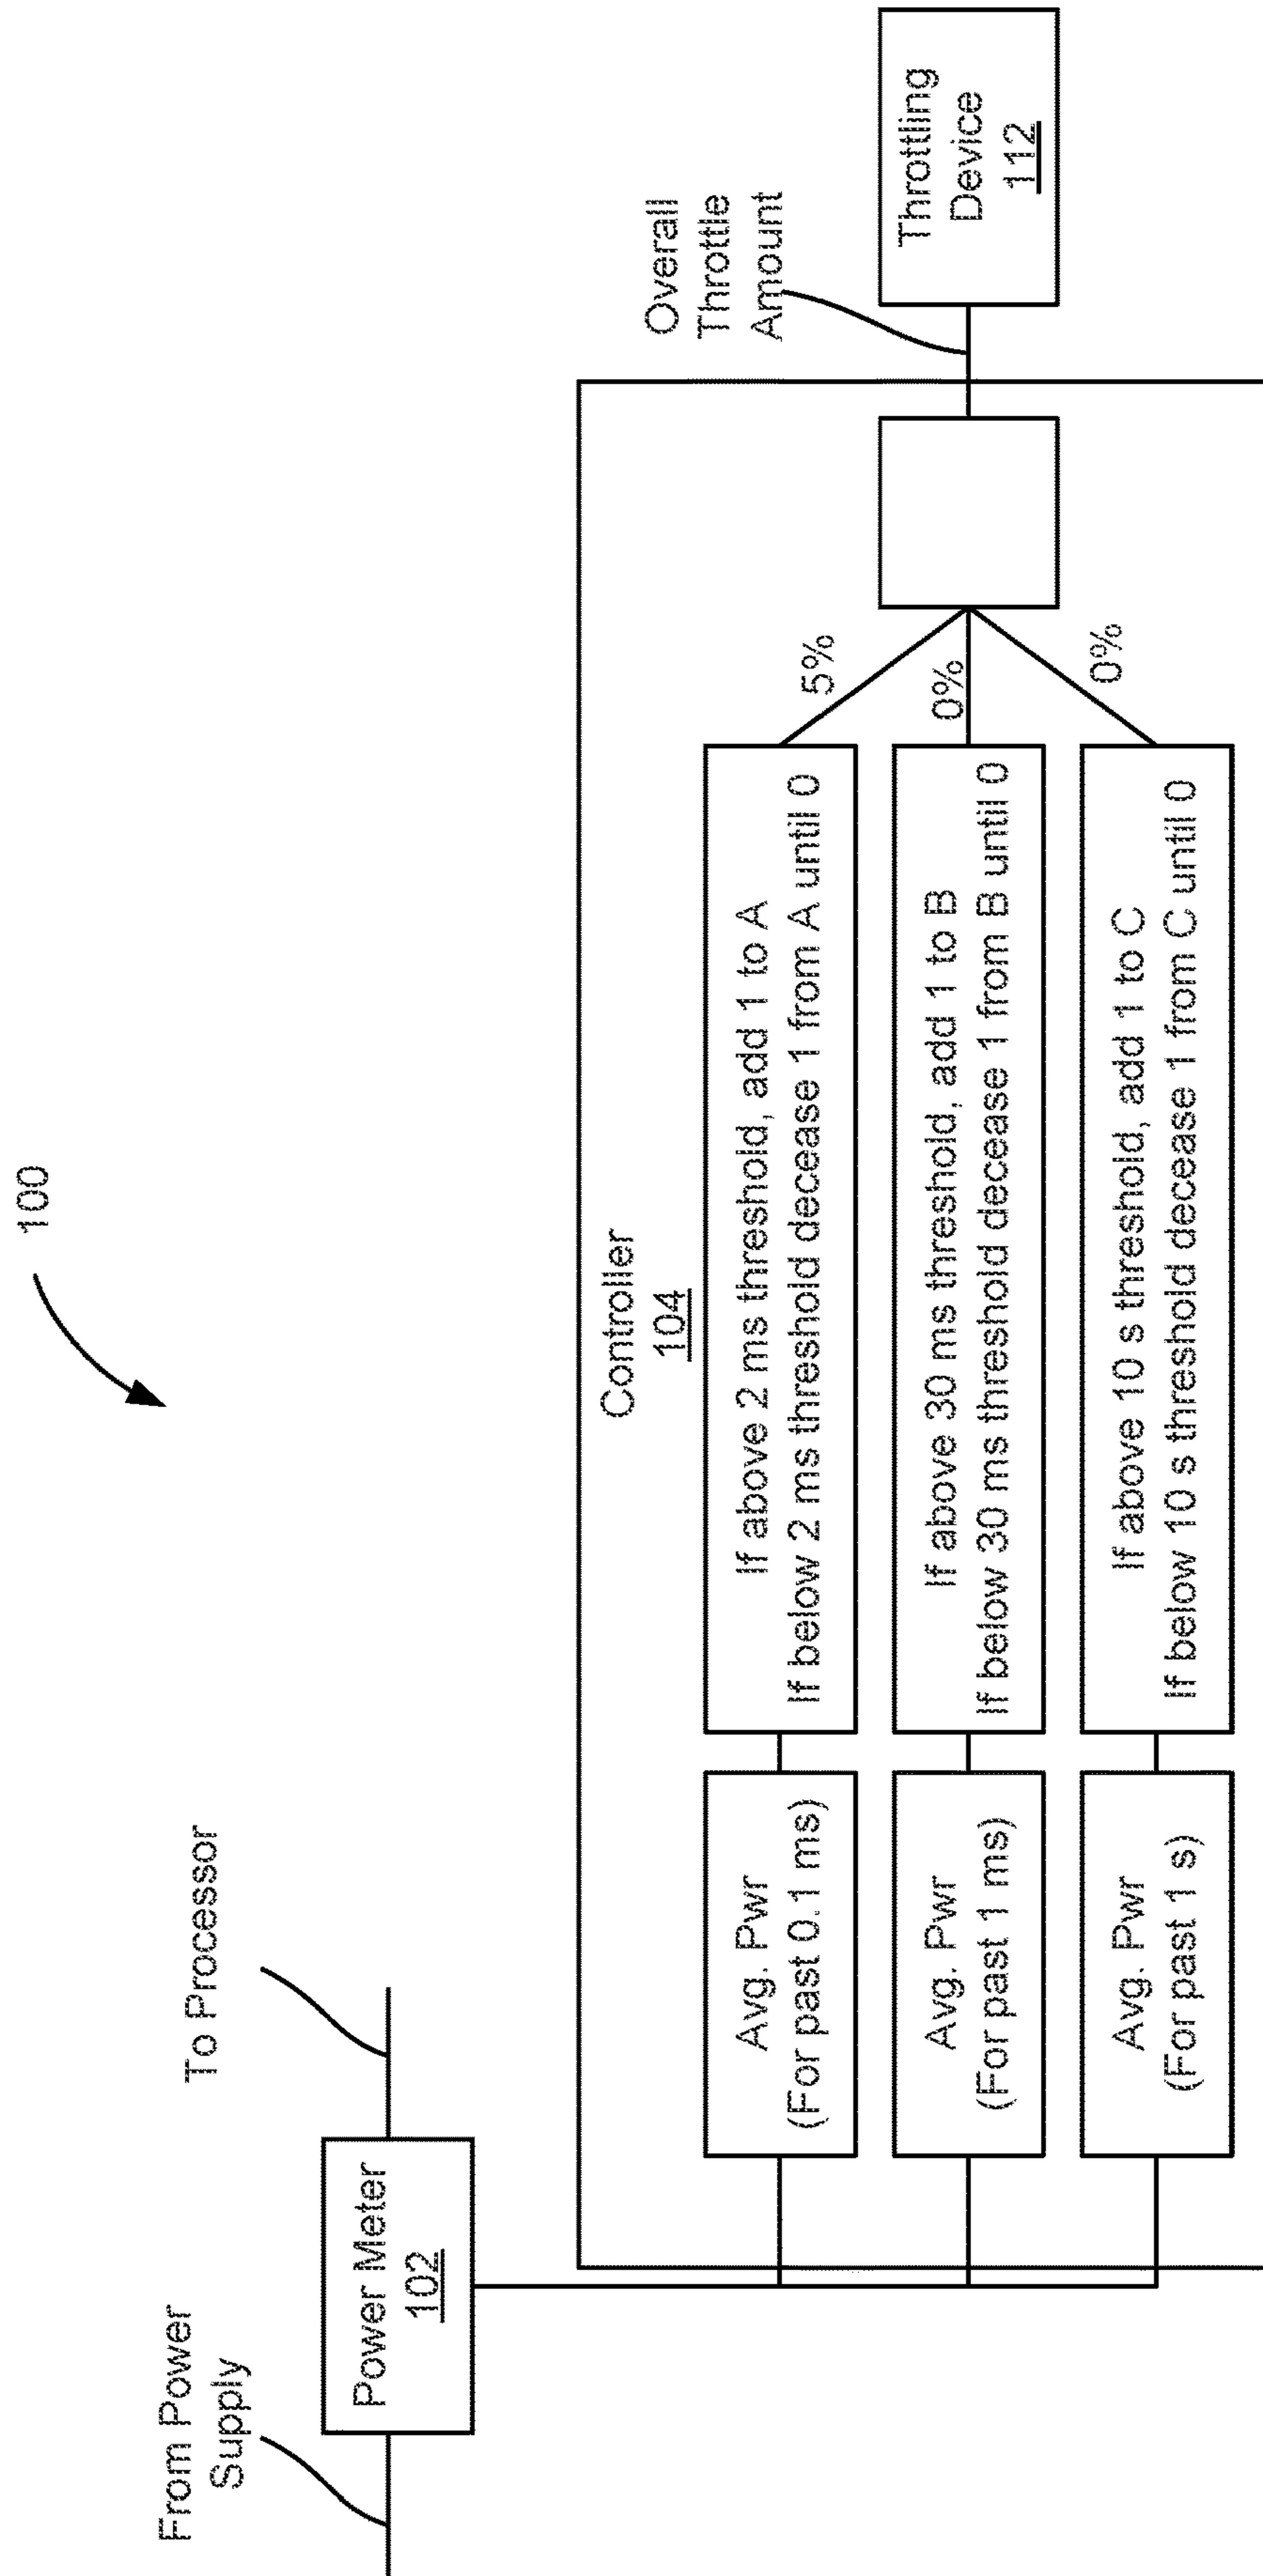 100
From Power
Supply
To Processor
Power Meter
102
Controller
104
Avg. Pwr
(For past 0.1 ms)
If above 2 ms threshold, add 1 to A
If below 2 ms threshold decease 1 from A until 0
5%
Avg. Pwr
(For past 1 ms)
If above 30 ms threshold, add 1 to B
If below 30 ms threshold decease 1 from B until 0
0%
Avg. Pwr
(For past 1 s)
If above 10 s threshold, add 1 to C
If below 10 s threshold decease 1 from C until 0
0%
Overall
Throttle
Amount
Throttling
Device
112